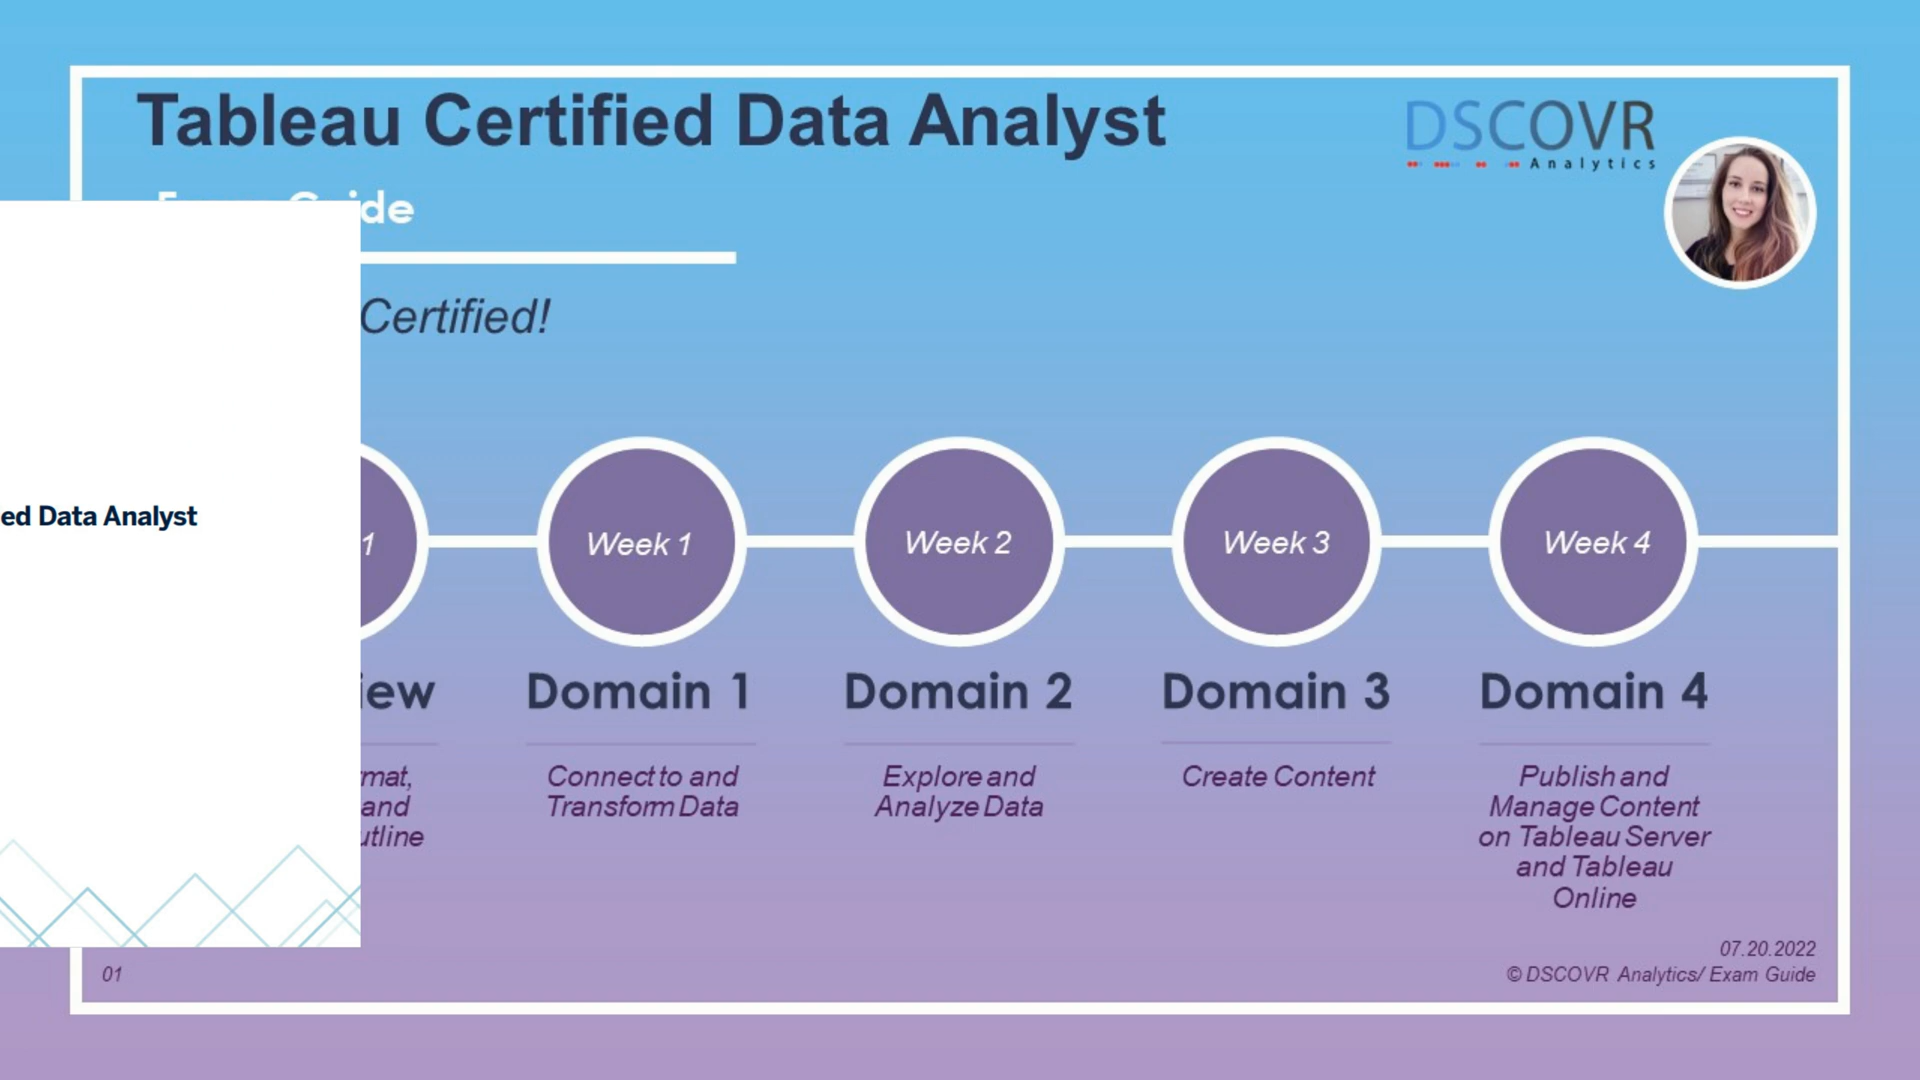 Tableau Certified Data Analyst
DSCOVR
Analytics
Guide
Certified!
ed Data Analyst
1
Week 1
Week 2
Week 3
Week 4
iew
Domain 1
Domain 2
Domain 3
Domain 4
mat,
and
utline
Connect to and
Transform Data
Explore and
Analyze Data
Create Content
Publish and
Manage Content
on Tableau Server
and Tableau
Online
07.20.2022
01
© DSCOVR Analytics/ Exam Guide